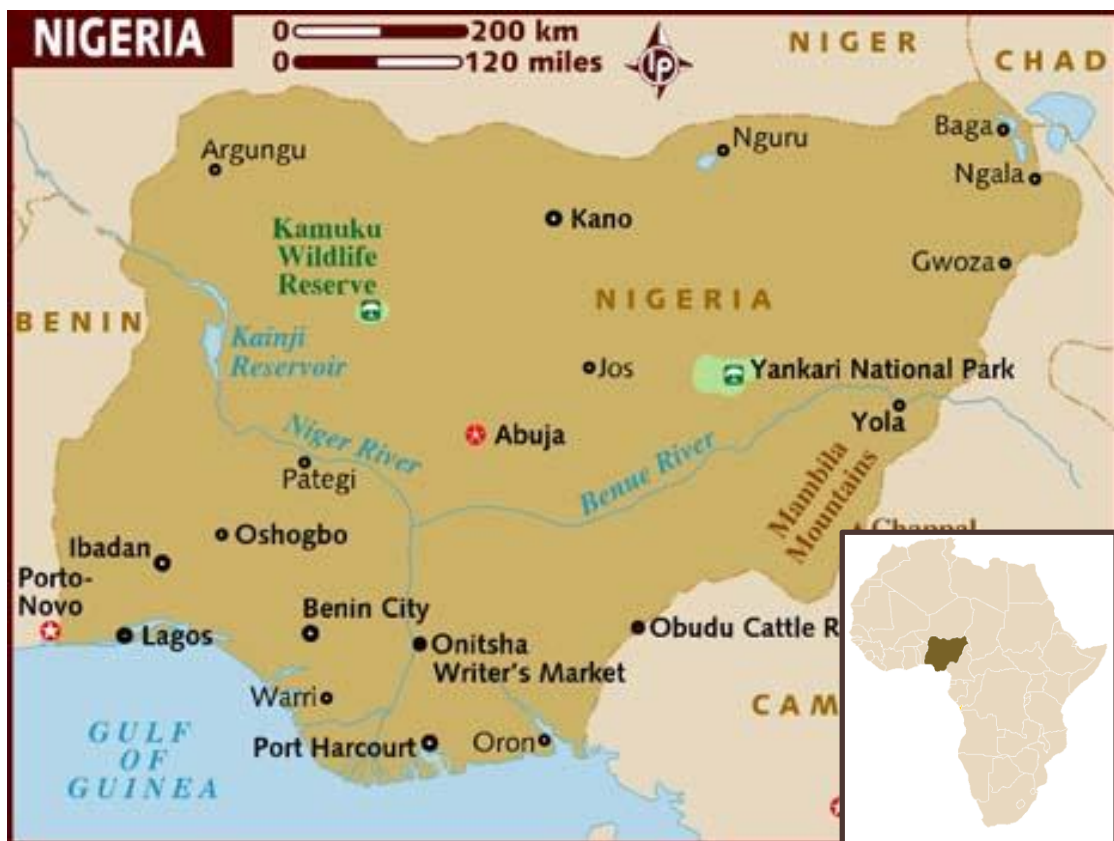 NIGERIA
0 200 km
0 120 miles
lp
NIGER
CHAD
Argungu
Nguru
Baga
Ngala
Kano
Kamuku
Wildlife
Reserve
Gwoza
NIGERIA
BENIN
Kainji
Reservoir
Jos
Yankari National Park
Yola
Niger River
Abuja
Benue River
Pategi
Mambila
Mountains
Oshogbo
Chappal
Ibadan
Porto-
Novo
Lagos
Benin City
Onitsha
Writer's Market
Obudu Cattle R
Warri
CAM
GULF
OF
GUINEA
Port Harcourt
Oron